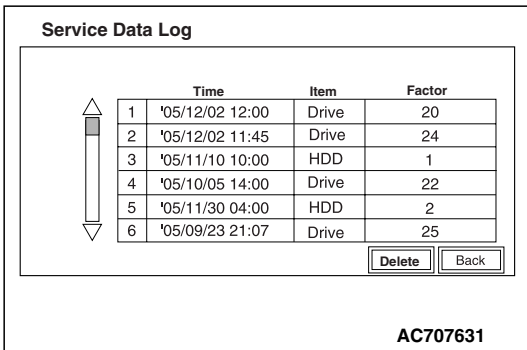 Service Data Log
Time Item Factor
1 '05/12/02 12:00 Drive 20
2 '05/12/02 11:45 Drive 24
3 '05/11/10 10:00 HDD 1
4 '05/10/05 14:00 Drive 22
5 '05/11/30 04:00 HDD 2
6 '05/09/23 21:07 Drive 25
Delete Back
AC707631